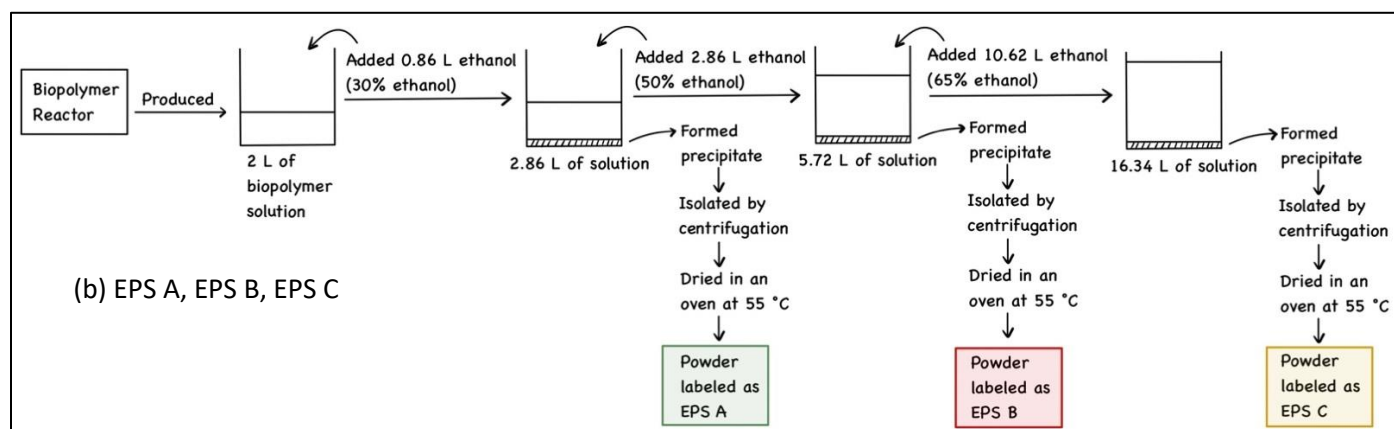 Biopolymer
Reactor
Produced
2 L of
biopolymer
solution
Added 0.86 L ethanol
(30% ethanol)
2.86 L of solution
Formed
precipitate
Isolated by
centrifugation
Dried in an
oven at 55 °C
Powder
labeled as
EPS A
Added 2.86 L ethanol
(50% ethanol)
5.72 L of solution
Formed
precipitate
Isolated by
centrifugation
Dried in an
oven at 55 °C
Powder
labeled as
EPS B
Added 10.62 L ethanol
(65% ethanol)
16.34 L of solution
Formed
precipitate
Isolated by
centrifugation
Dried in an
oven at 55 °C
Powder
labeled as
EPS C
(b) EPS A, EPS B, EPS C